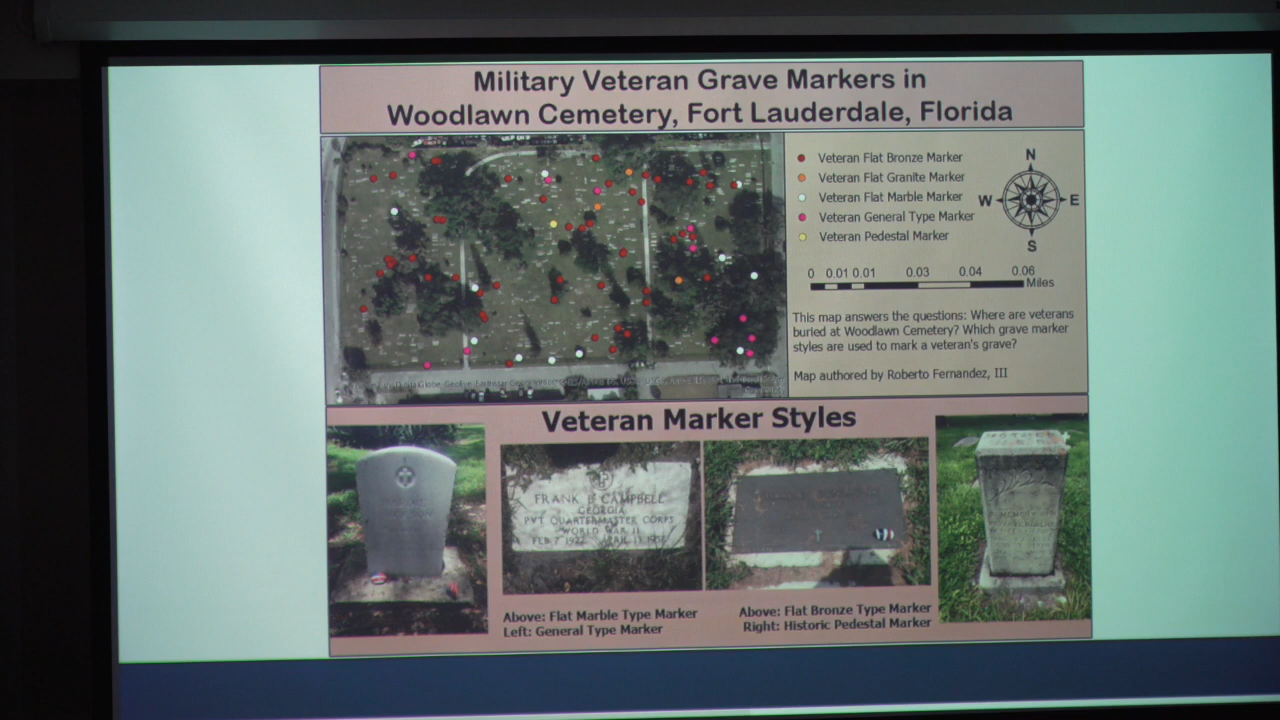 Military Veteran Grave Markers in
Woodlawn Cemetery, Fort Lauderdale, Florida
Veteran Flat Bronze Marker
Veteran Flat Granite Marker
Veteran Flat Marble Marker
Veteran General Type Marker
Veteran Pedestal Marker
N
W E
S
0 0.01 0.01 0.03 0.04 0.06
Miles
This map answers the questions: Where are veterans
buried at Woodlawn Cemetery? Which grave marker
styles are used to mark a veteran's grave?
Map authored by Roberto Fernandez, III
Veteran Marker Styles
FRANK B CAMPBELL
GEORGIA
PVT QUARTERMASTER CORPS
WORLD WAR II
FEB 7
Above: Flat Marble Type Marker
Left: General Type Marker
Above: Flat Bronze Type Marker
Right: Historic Pedestal Marker